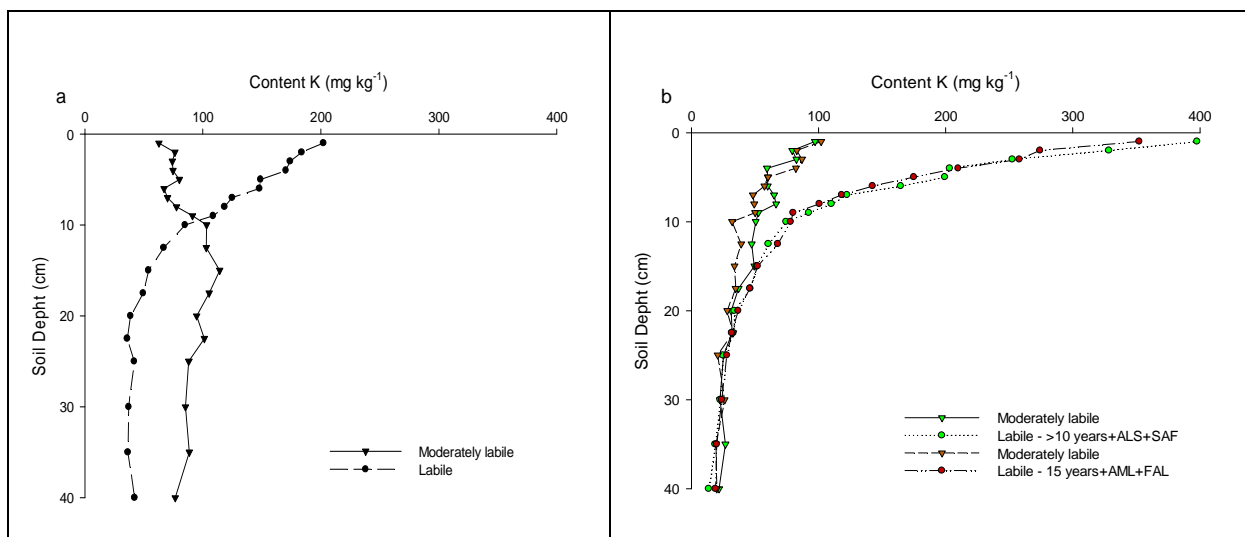 Content K (mg kg-1)
a
0 100 200 300 400
0
10
20
30
40
Soil Depht (cm)
Moderately labile
Labile
Content K (mg kg-1)
b
0 100 200 300 400
0
10
20
30
40
Soil Depht (cm)
Moderately labile
Labile - >10 years+ALS+SAF
Moderately labile
Labile - 15 years+AML+FAL